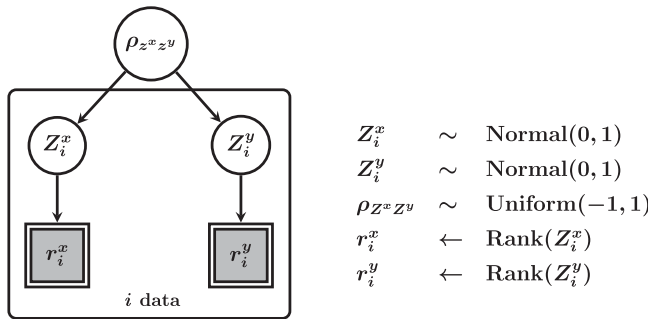 ρ_{z^x z^y}
Z_i^x Z_i^y
r_i^x r_i^y
i data
Z_i^x ∼ Normal(0, 1)
Z_i^y ∼ Normal(0, 1)
ρ_{Z^x Z^y} ∼ Uniform(−1, 1)
r_i^x ← Rank(Z_i^x)
r_i^y ← Rank(Z_i^y)